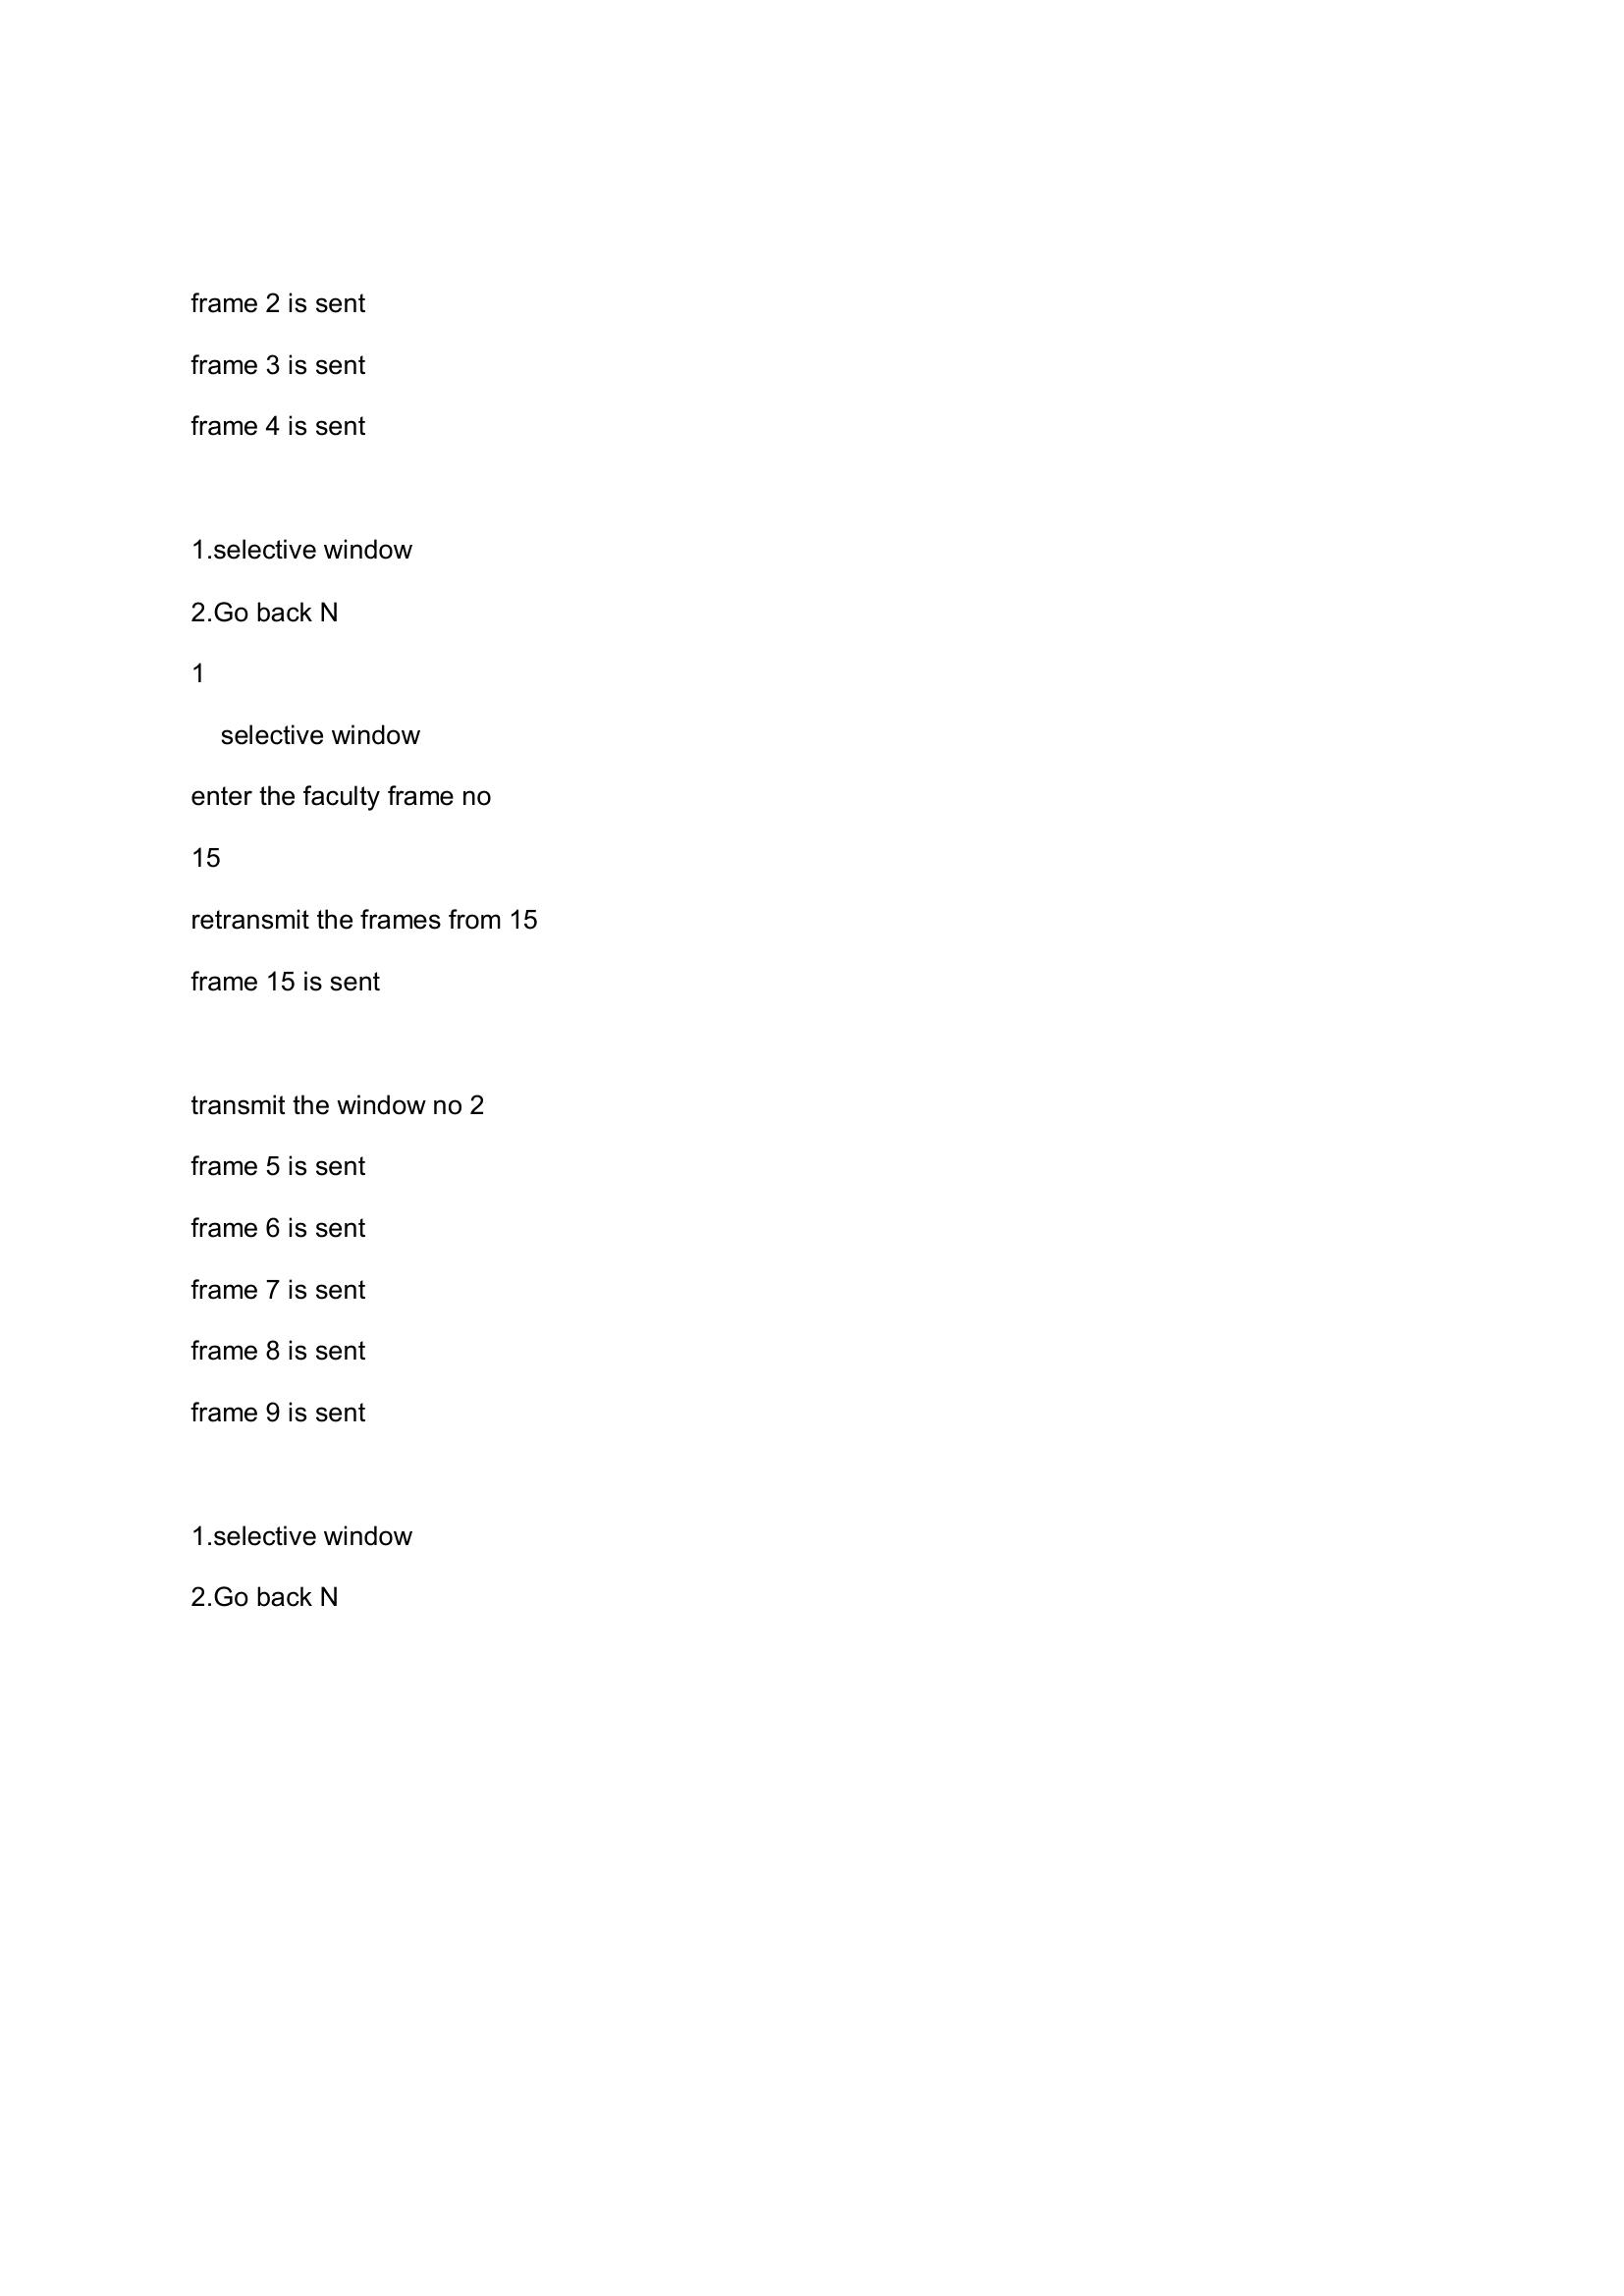 frame 2 is sent
frame 3 is sent
frame 4 is sent
1.selective window
2.Go back N
1
selective window
enter the faculty frame no
15
retransmit the frames from 15
frame 15 is sent
transmit the window no 2
frame 5 is sent
frame 6 is sent
frame 7 is sent
frame 8 is sent
frame 9 is sent
1.selective window
2.Go back N